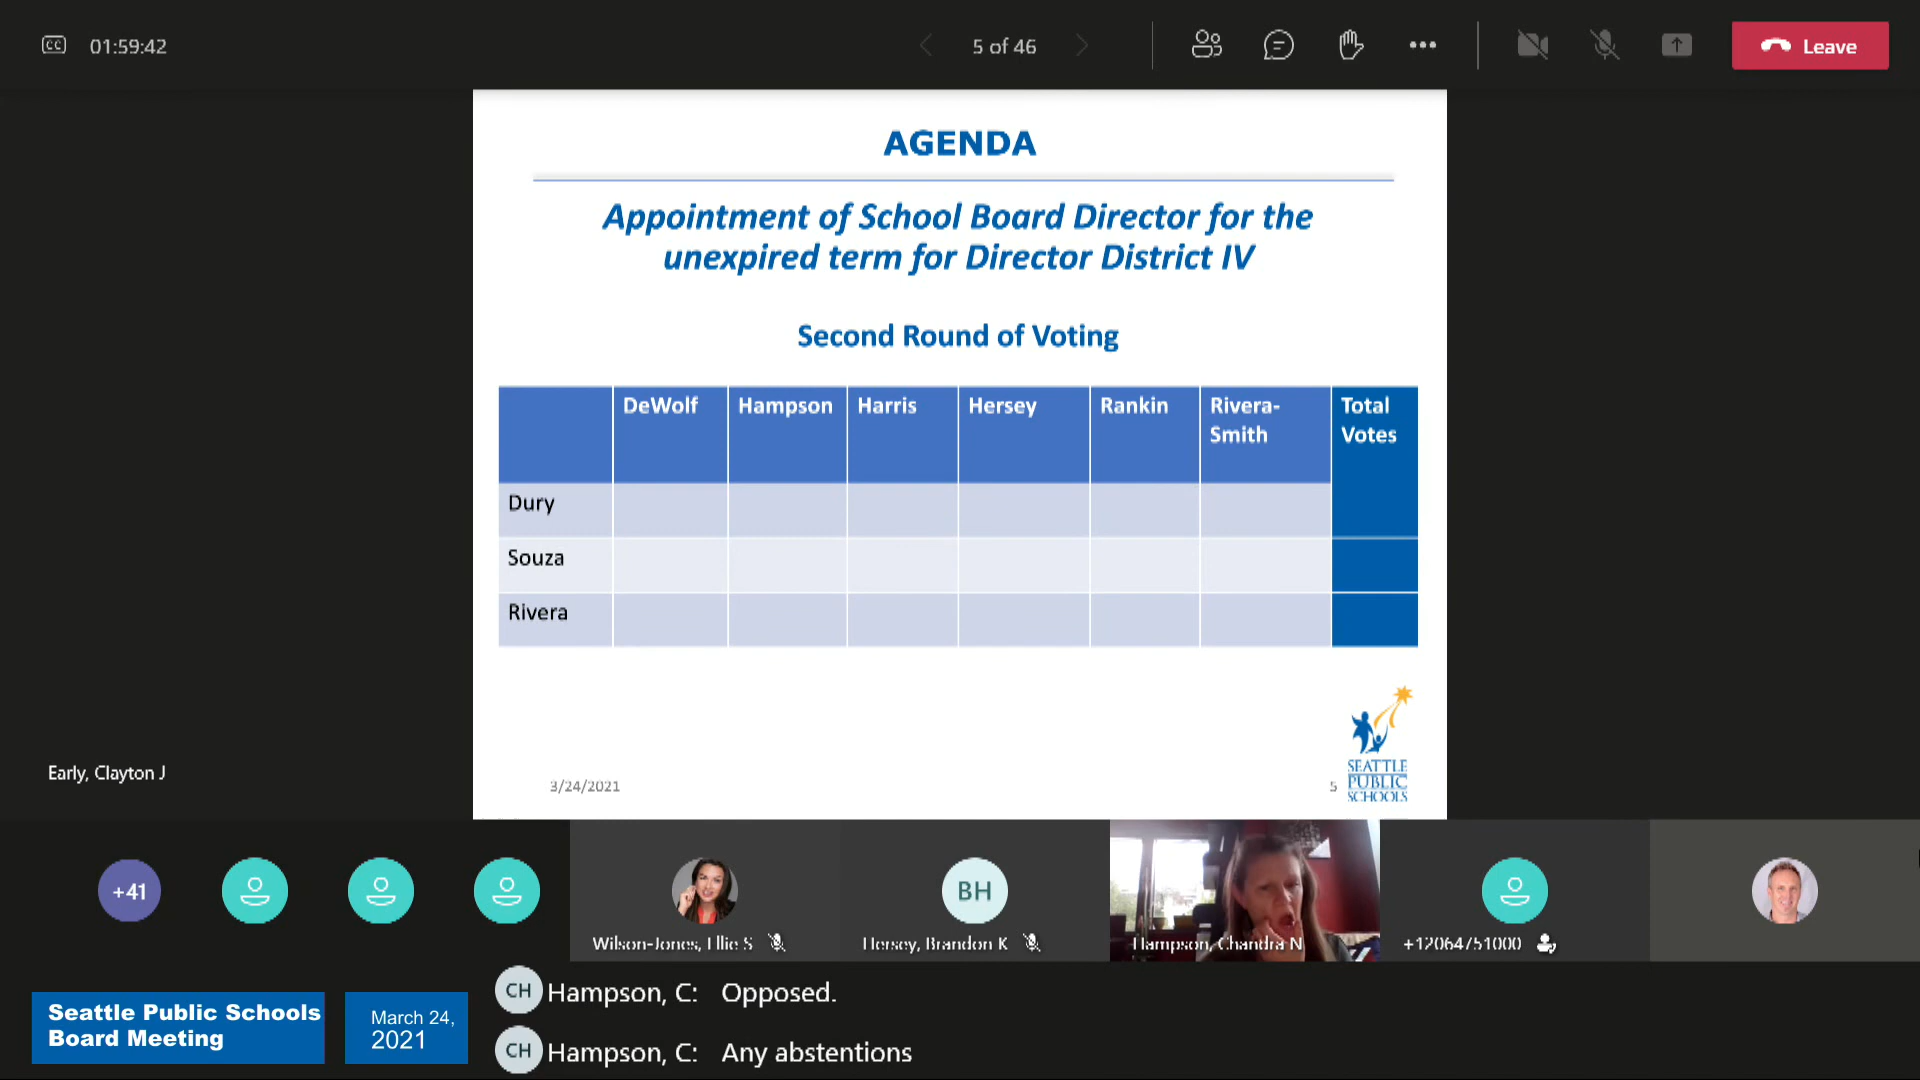 CC 01:59:42
5 of 46
Leave
AGENDA
Appointment of School Board Director for the
unexpired term for Director District IV
Second Round of Voting
DeWolf Hampson Harris Hersey Rankin Rivera- Total
Smith Votes
Dury
Souza
Rivera
3/24/2021
5
SEATTLE
PUBLIC
SCHOOLS
Early, Clayton J
+41
BH
Wilson-Jones, Ellie S
Hersey, Brandon K
Hampson, Chandra N
+12064751000
Seattle Public Schools
Board Meeting
March 24,
2021
CH Hampson, C: Opposed.
CH Hampson, C: Any abstentions